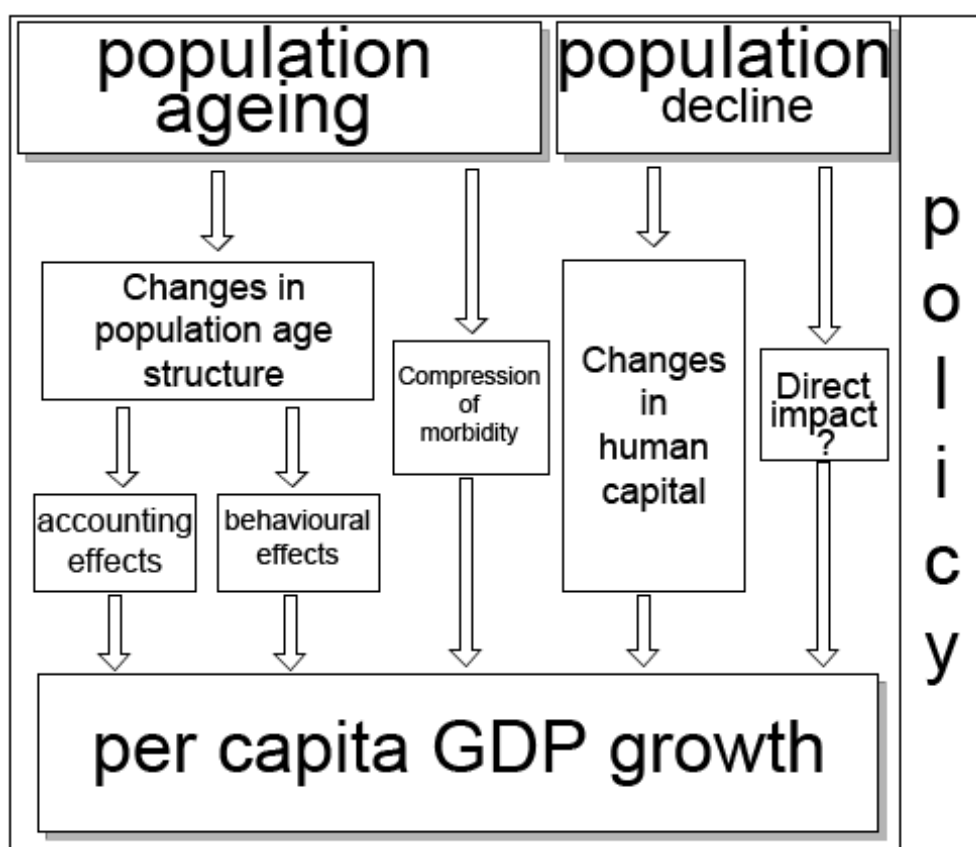 population
ageing
population
decline
Changes in
population age
structure
Compression
of
morbidity
Changes
in
human
capital
Direct
impact
?
accounting
effects
behavioural
effects
per capita GDP growth
p
o
l
i
c
y